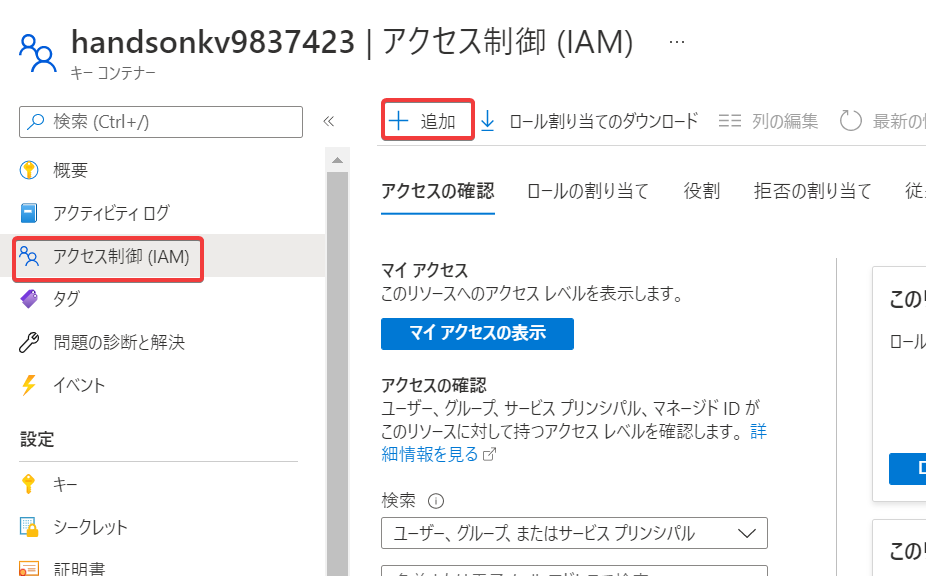 handsonkv9837423 | アクセス制御 (IAM) …
キー コンテナー
検索 (Ctrl+/)
«
追加
ロール割り当てのダウンロード
列の編集
最新の
概要
アクティビティ ログ
アクセス制御 (IAM)
タグ
問題の診断と解決
イベント
設定
キー
シークレット
証明書
アクセスの確認
ロールの割り当て
役割
拒否の割り当て
マイ アクセス
このリソースへのアクセス レベルを表示します。
マイ アクセスの表示
アクセスの確認
ユーザー、グループ、サービス プリンシパル、マネージド ID が
このリソースに対して持つアクセス レベルを確認します。詳
細情報を見る
検索
ユーザー、グループ、またはサービス プリンシパル
この
ロール
この